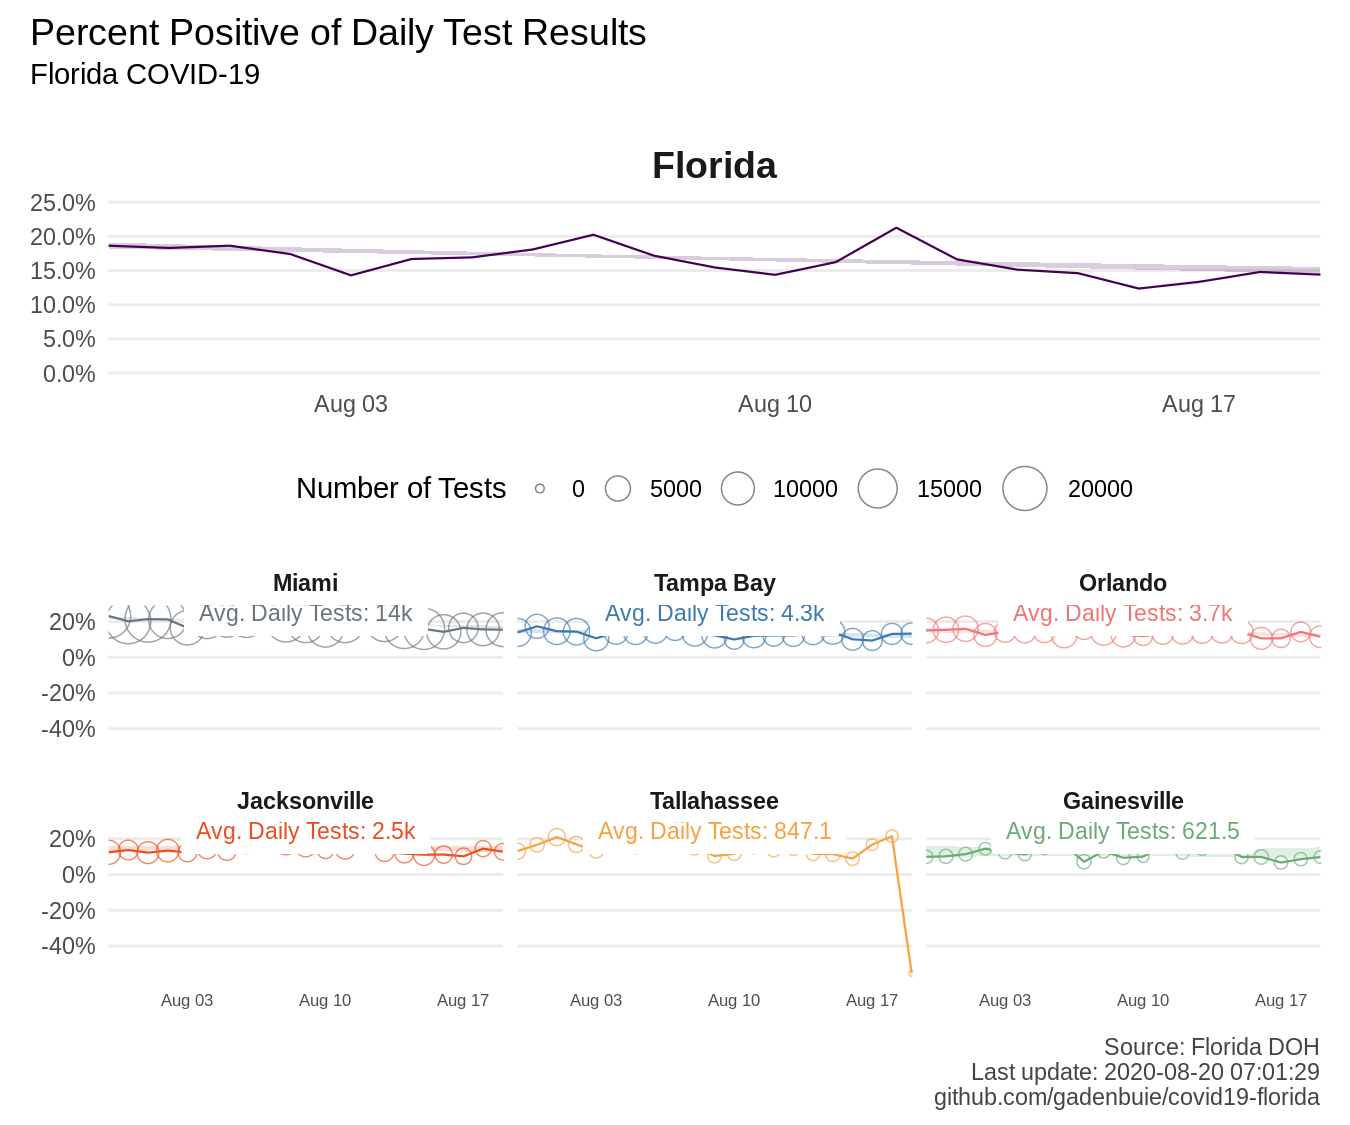 Percent Positive of Daily Test Results
Florida COVID-19
Florida
25.0%
20.0%
15.0%
10.0%
5.0%
0.0%
Aug 03 Aug 10 Aug 17
Number of Tests 0 5000 10000 15000 20000
Miami Tampa Bay Orlando
Avg. Daily Tests: 14k Avg. Daily Tests: 4.3k Avg. Daily Tests: 3.7k
20%
0%
-20%
-40%
Jacksonville Tallahassee Gainesville
Avg. Daily Tests: 2.5k Avg. Daily Tests: 847.1 Avg. Daily Tests: 621.5
20%
0%
-20%
-40%
Aug 03 Aug 10 Aug 17 Aug 03 Aug 10 Aug 17 Aug 03 Aug 10 Aug 17
Source: Florida DOH
Last update: 2020-08-20 07:01:29
github.com/gadenbuie/covid19-florida